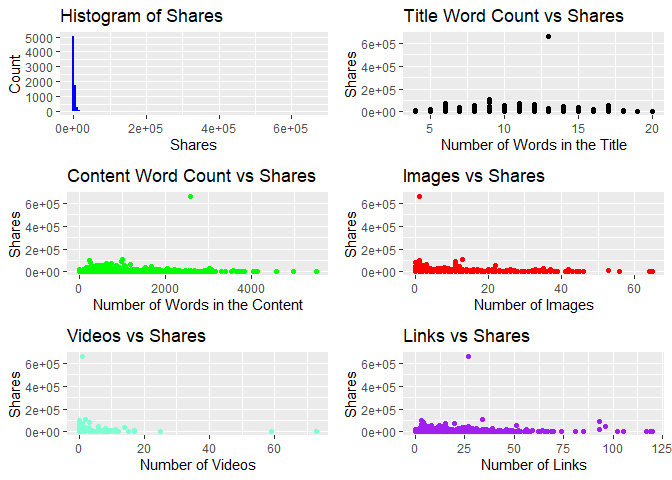 Histogram of Shares
Count
5000
4000
3000
2000
1000
0
0e+00 2e+05 4e+05 6e+05
Shares
Title Word Count vs Shares
Shares
6e+05
4e+05
2e+05
0e+00
5 10 15 20
Number of Words in the Title
Content Word Count vs Shares
Shares
6e+05
4e+05
2e+05
0e+00
0 2000 4000
Number of Words in the Content
Images vs Shares
Shares
6e+05
4e+05
2e+05
0e+00
0 20 40 60
Number of Images
Videos vs Shares
Shares
6e+05
4e+05
2e+05
0e+00
0 20 40 60
Number of Videos
Links vs Shares
Shares
6e+05
4e+05
2e+05
0e+00
0 25 50 75 100 125
Number of Links